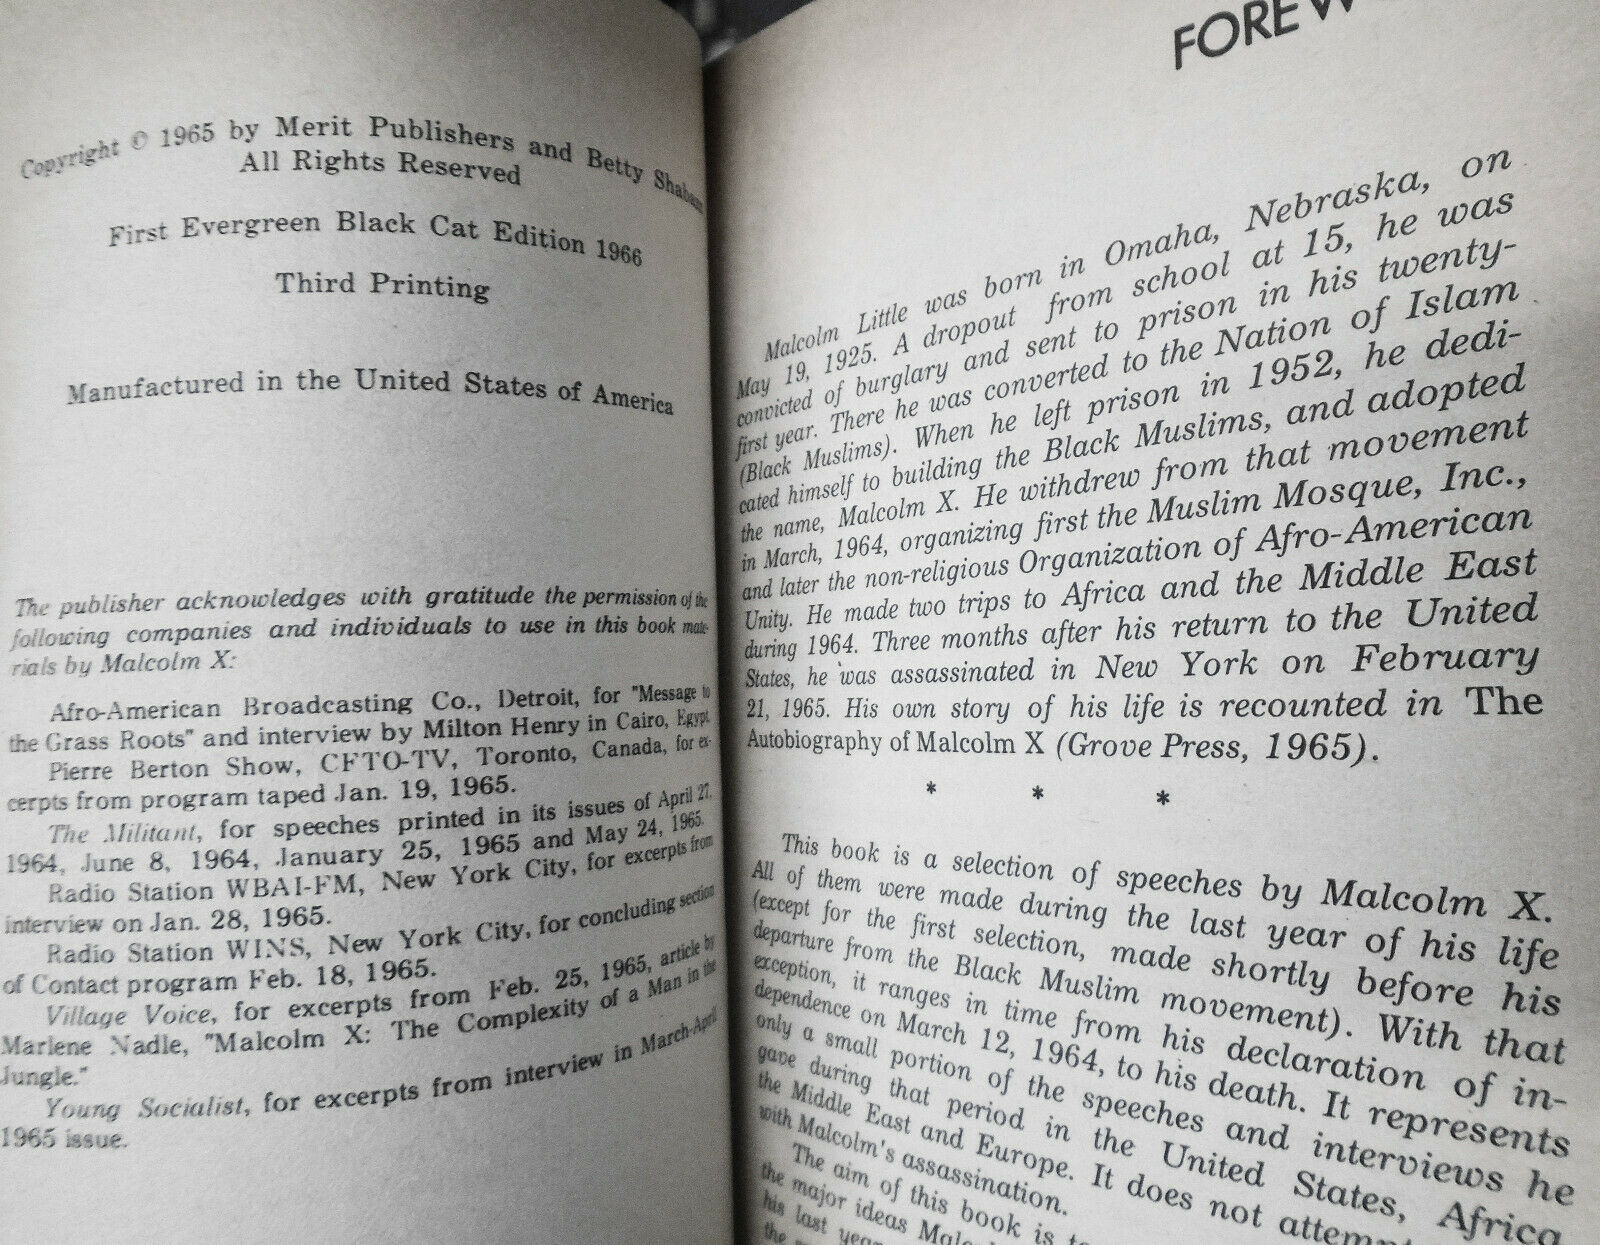 Copyright © 1965 by Merit Publishers and Betty Shabazz
All Rights Reserved
First Evergreen Black Cat Edition 1966
Third Printing
Manufactured in the United States of America
The publisher acknowledges with gratitude the permission of the
following companies and individuals to use in this book mate-
rials by Malcolm X:
Afro-American Broadcasting Co., Detroit, for "Message to
the Grass Roots" and interview by Milton Henry in Cairo, Egypt.
Pierre Berton Show, CFTO-TV, Toronto, Canada, for ex-
cerpts from program taped Jan. 19, 1965.
The Militant, for speeches printed in its issues of April 27,
1964, June 8, 1964, January 25, 1965 and May 24, 1965.
Radio Station WBAI-FM, New York City, for excerpts from
interview on Jan. 28, 1965.
Radio Station WINS, New York City, for concluding section
of Contact program Feb. 18, 1965.
Village Voice, for excerpts from Feb. 25, 1965, article by
Marlene Nadle, "Malcolm X: The Complexity of a Man in the
Jungle."
Young Socialist, for excerpts from interview in March-April
1965 issue.
FOREW
Malcolm Little was born in Omaha, Nebraska, on
May 19, 1925. A dropout from school at 15, he was
convicted of burglary and sent to prison in his twenty-
first year. There he was converted to the Nation of Islam
(Black Muslims). When he left prison in 1952, he dedi-
cated himself to building the Black Muslims, and adopted
the name, Malcolm X. He withdrew from that movement
in March, 1964, organizing first the Muslim Mosque, Inc.,
and later the non-religious Organization of Afro-American
Unity. He made two trips to Africa and the Middle East
during 1964. Three months after his return to the United
States, he was assassinated in New York on February
21, 1965. His own story of his life is recounted in The
Autobiography of Malcolm X (Grove Press, 1965).
* * *
This book is a selection of speeches by Malcolm X.
All of them were made during the last year of his life
(except for the first selection, made shortly before his
departure from the Black Muslim movement). With that
exception, it ranges in time from his declaration of in-
dependence on March 12, 1964, to his death. It represents
only a small portion of the speeches and interviews he
gave during that period in the United States, Africa
the Middle East and Europe. It does not attempt
with Malcolm's assassination.
The aim of this book is to
the major ideas
his last year
the